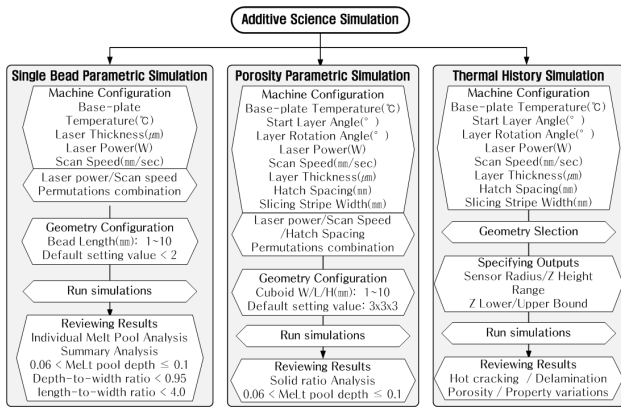 Additive Science Simulation
Single Bead Parametric Simulation
Machine Configuration
Base-plate
Temperature(℃)
Laser Thickness(㎛)
Laser Power(W)
Scan Speed(㎜/sec)
Laser power/Scan speed
Permutations combination
Geometry Configuration
Bead Length(㎜): 1~10
Default setting value < 2
Run simulations
Reviewing Results
Individual Melt Pool Analysis
Summary Analysis
0.06 < MeLt pool depth ≤ 0.1
Depth-to-width ratio < 0.95
length-to-width ratio < 4.0
Porosity Parametric Simulation
Machine Configuration
Base-plate Temperature(℃)
Start Layer Angle(° )
Layer Rotation Angle(° )
Laser Power(W)
Scan Speed(㎜/sec)
Layer Thickness(㎛)
Hatch Spacing(㎜)
Slicing Stripe Width(㎜)
Laser power/Scan Speed
/Hatch Spacing
Permutations combination
Geometry Configuration
Cuboid W/L/H(㎜): 1~10
Default setting value: 3x3x3
Run simulations
Reviewing Results
Solid ratio Analysis
0.06 < MeLt pool depth ≤ 0.1
Thermal History Simulation
Machine Configuration
Base-plate Temperature(℃)
Start Layer Angle(° )
Layer Rotation Angle(° )
Laser Power(W)
Scan Speed(㎜/sec)
Layer Thickness(㎛)
Hatch Spacing(㎜)
Slicing Stripe Width(㎜)
Geometry Slection
Specifying Outputs
Sensor Radius/Z Height
Range
Z Lower/Upper Bound
Run simulations
Reviewing Results
Hot cracking / Delamination
Porosity / Property variations